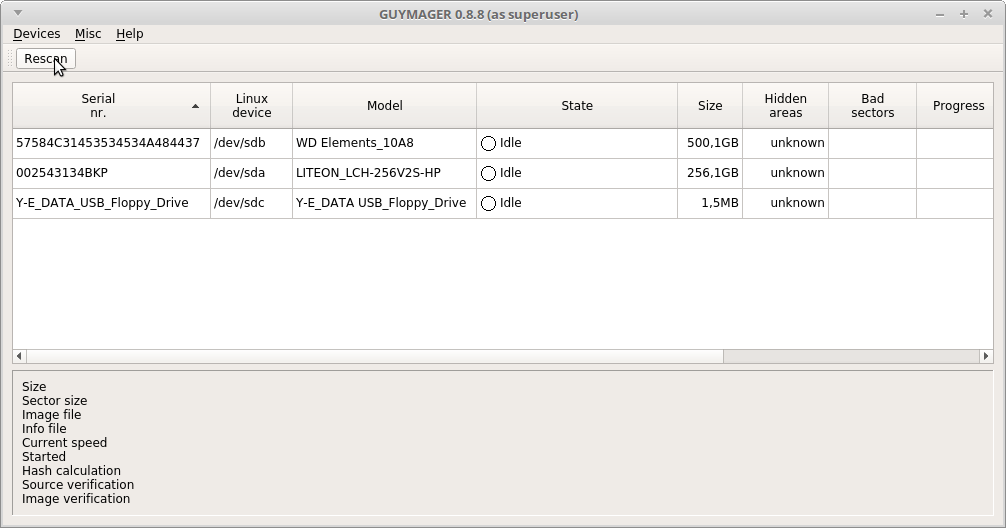 GUYMAGER 0.8.8 (as superuser)
Devices Misc Help
Rescan
Serial nr. Linux device Model State Size Hidden areas Bad sectors Progress
57584C31453534534A484437 /dev/sdb WD Elements_10A8 Idle 500,1GB unknown
002543134BKP /dev/sda LITEON_LCH-256V2S-HP Idle 256,1GB unknown
Y-E_DATA_USB_Floppy_Drive /dev/sdc Y-E_DATA USB_Floppy_Drive Idle 1,5MB unknown
Size
Sector size
Image file
Info file
Current speed
Started
Hash calculation
Source verification
Image verification